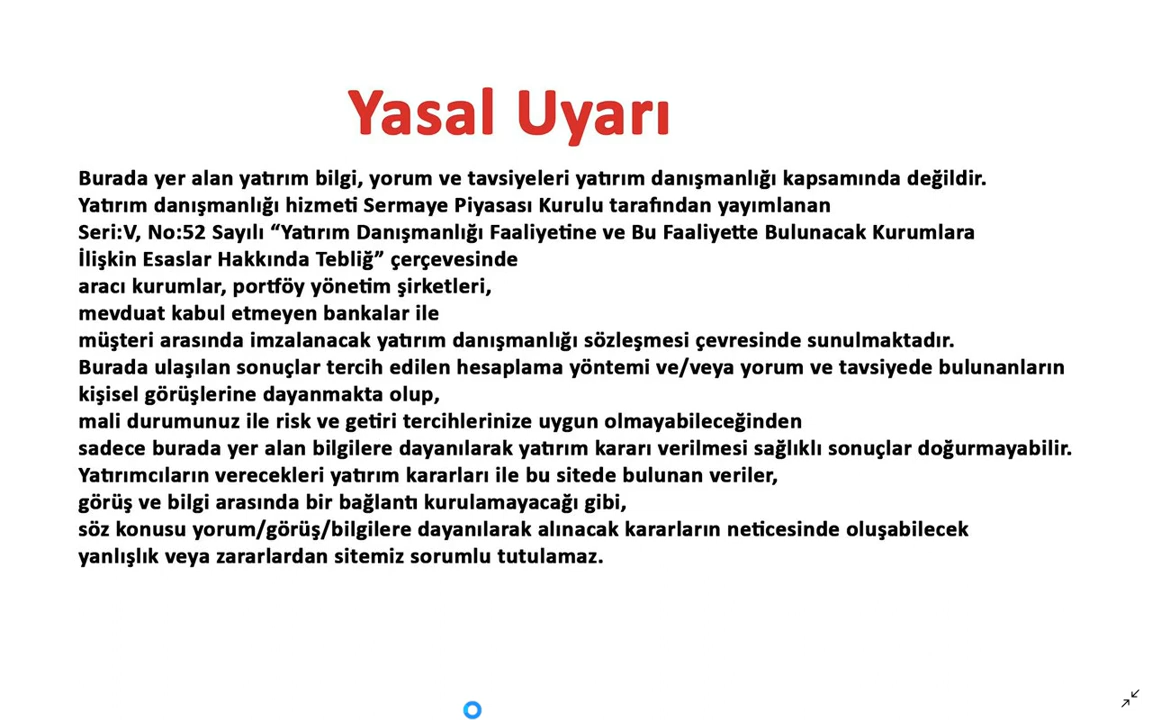 Yasal Uyarı
Burada yer alan yatırım bilgi, yorum ve tavsiyeleri yatırım danışmanlığı kapsamında değildir.
Yatırım danışmanlığı hizmeti Sermaye Piyasası Kurulu tarafından yayımlanan
Seri:V, No:52 Sayılı “Yatırım Danışmanlığı Faaliyetine ve Bu Faaliyette Bulunacak Kurumlara
İlişkin Esaslar Hakkında Tebliğ” çerçevesinde
aracı kurumlar, portföy yönetim şirketleri,
mevduat kabul etmeyen bankalar ile
müşteri arasında imzalanacak yatırım danışmanlığı sözleşmesi çevresinde sunulmaktadır.
Burada ulaşılan sonuçlar tercih edilen hesaplama yöntemi ve/veya yorum ve tavsiyede bulunanların
kişisel görüşlerine dayanmakta olup,
mali durumunuz ile risk ve getiri tercihlerinize uygun olmayabileceğinden
sadece burada yer alan bilgilere dayanılarak yatırım kararı verilmesi sağlıklı sonuçlar doğurmayabilir.
Yatırımcıların verecekleri yatırım kararları ile bu sitede bulunan veriler,
görüş ve bilgi arasında bir bağlantı kurulamayacağı gibi,
söz konusu yorum/görüş/bilgilere dayanılarak alınacak kararların neticesinde oluşabilecek
yanlışlık veya zararlardan sitemiz sorumlu tutulamaz.